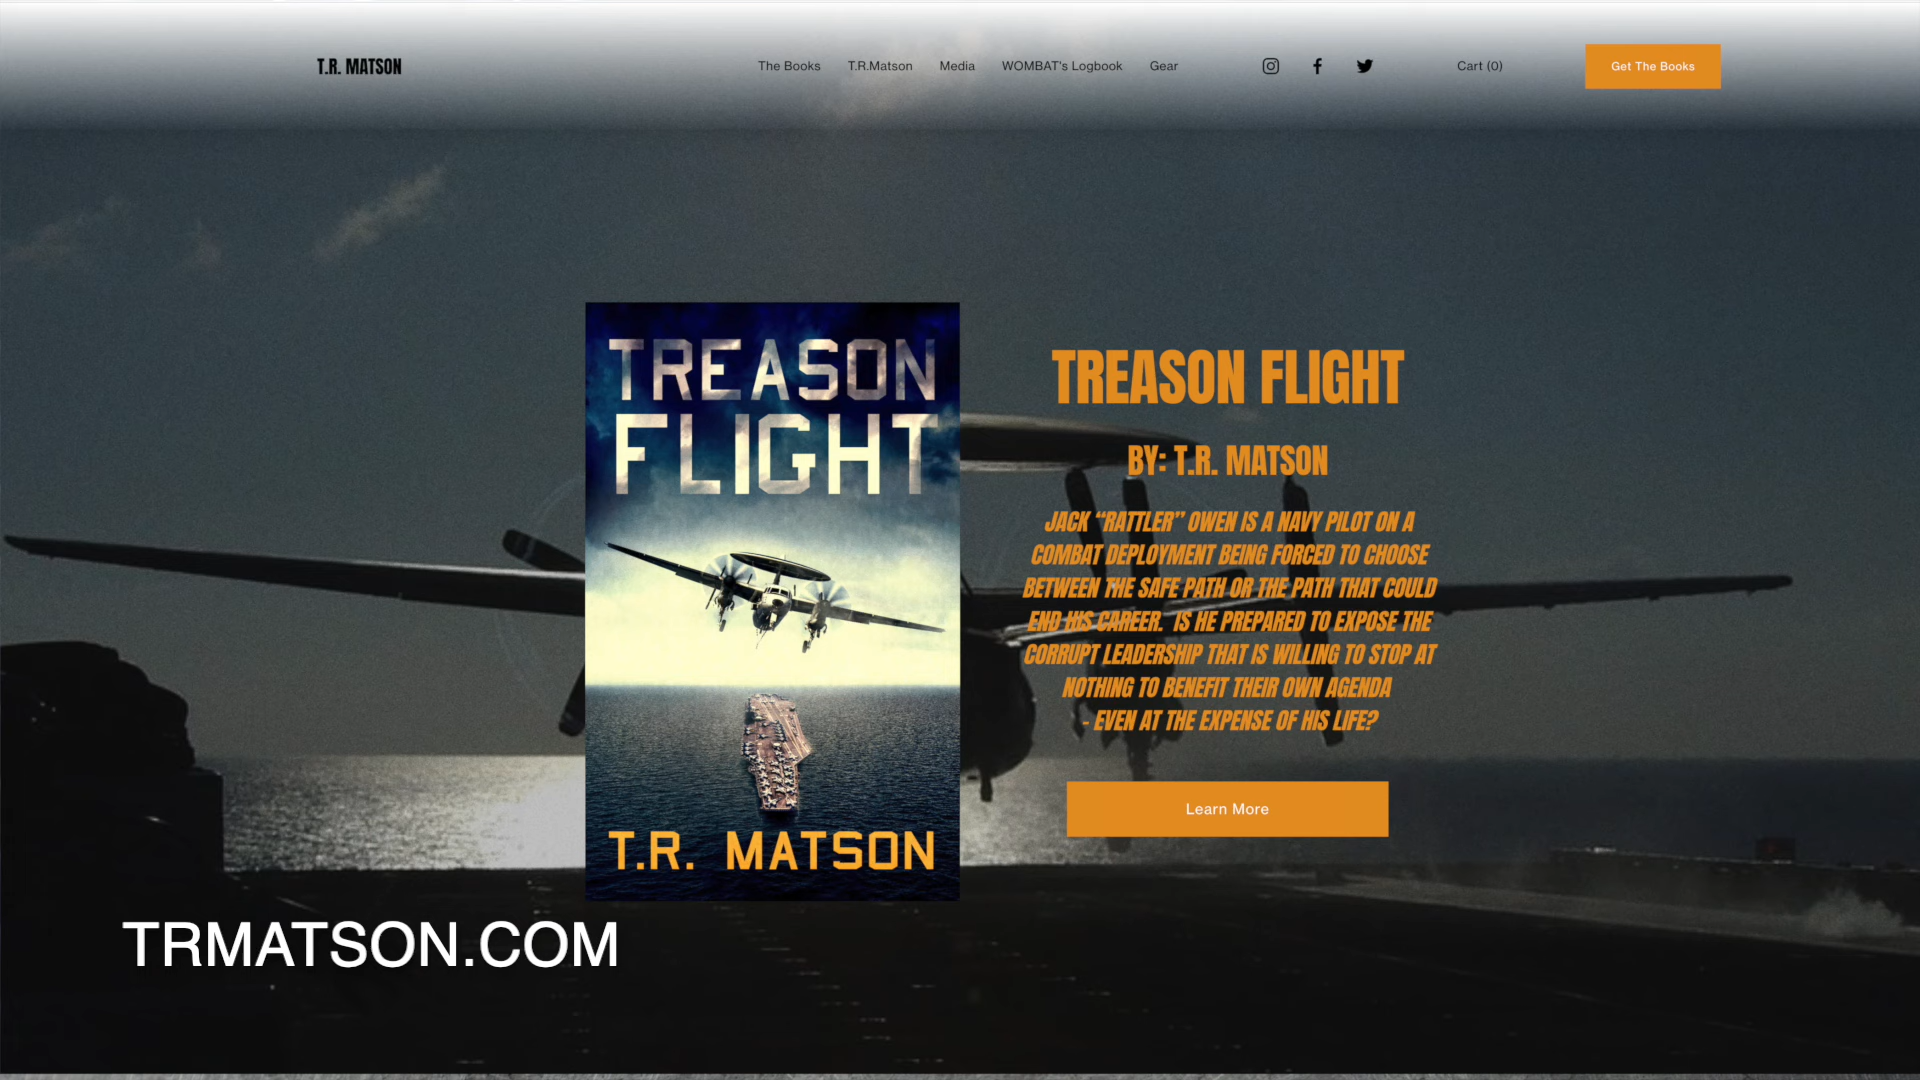 T.R. MATSON
The Books T.R.Matson Media WOMBAT's Logbook Gear Cart (0) Get The Books
TREASON
FLIGHT
T.R. MATSON
TREASON FLIGHT
BY: T.R. MATSON
JACK “RATTLER” OWEN IS A NAVY PILOT ON A
COMBAT DEPLOYMENT BEING FORCED TO CHOOSE
BETWEEN THE SAFE PATH OR THE PATH THAT COULD
END HIS CAREER. IS HE PREPARED TO EXPOSE THE
CORRUPT LEADERSHIP THAT IS WILLING TO STOP AT
NOTHING TO BENEFIT THEIR OWN AGENDA
- EVEN AT THE EXPENSE OF HIS LIFE?
Learn More
TRMATSON.COM